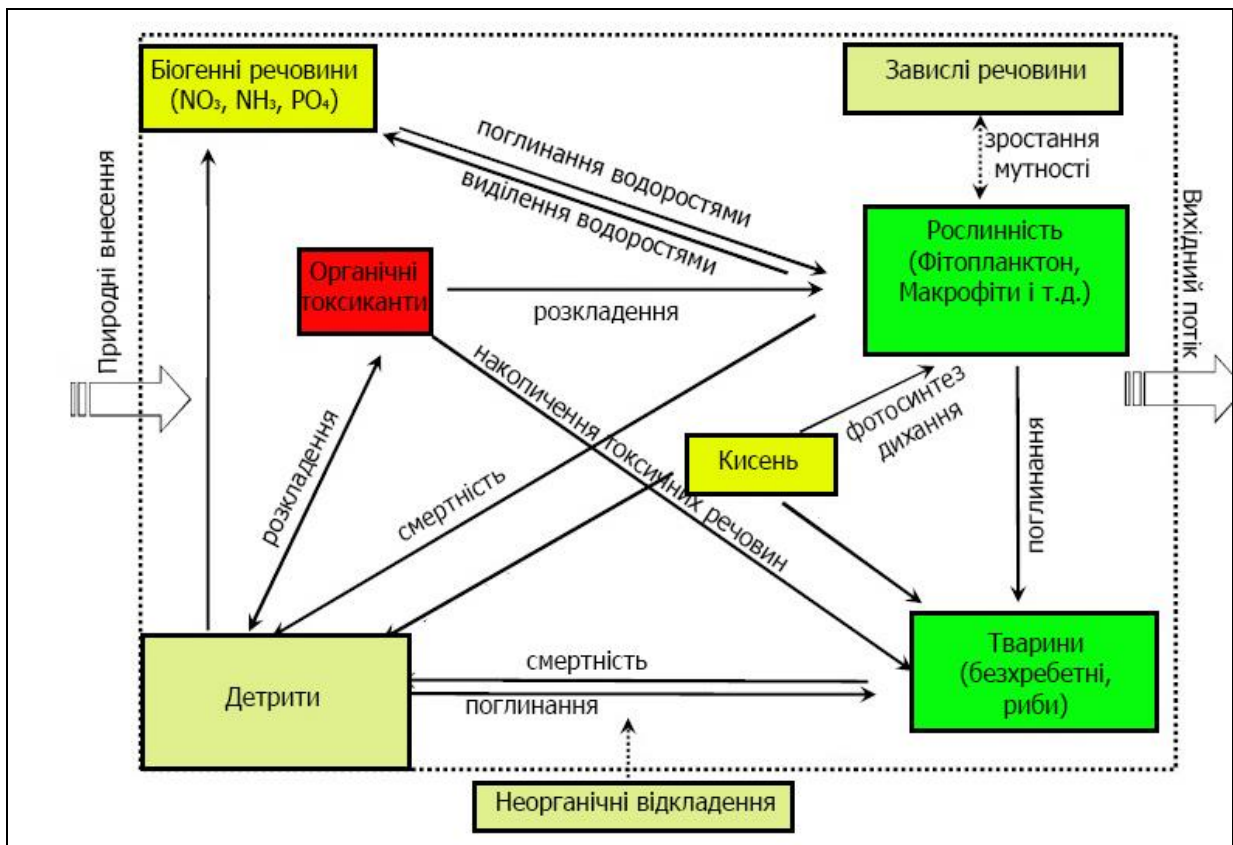 Біогенні речовини
(NO₃, NH₃, PO₄)
Завислі речовини
зростання
мутності
поглинання водоростями
виділення водоростями
Природні внесення
Вихідний потік
Рослинність
(Фітопланктон,
Макрофіти і т.д.)
Органічні
токсиканти
розкладення
накопичення токсичних речовин
фотосинтез
дихання
Кисень
поглинання
розкладення
смертність
Тварини
(безхребетні,
риби)
Детрити
смертність
поглинання
Неорганічні відкладення